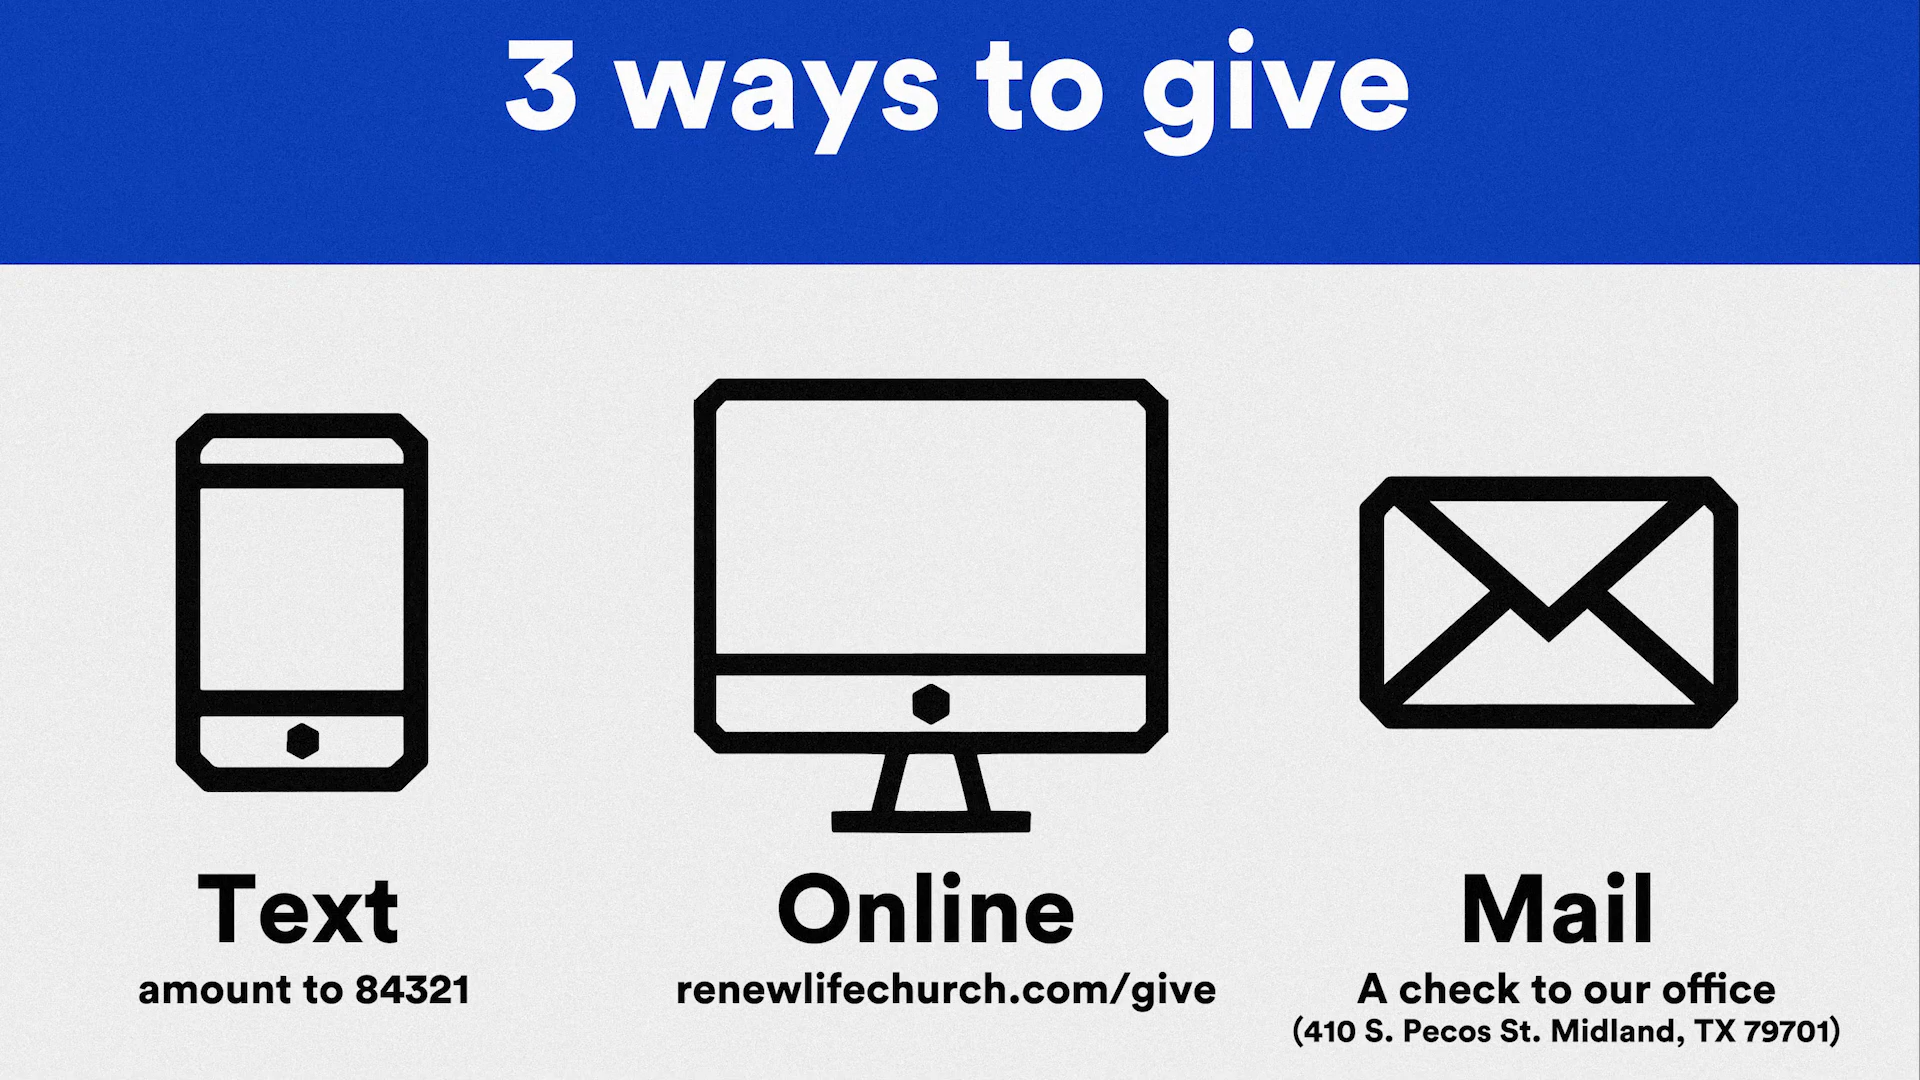 3 ways to give
Text
amount to 84321
Online
renewlifechurch.com/give
Mail
A check to our office
(410 S. Pecos St. Midland, TX 79701)